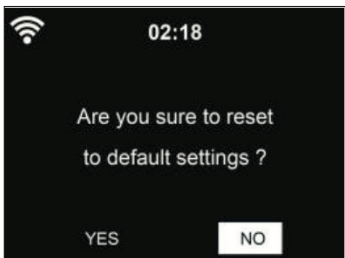 02:18
Are you sure to reset
to default settings ?
YES NO